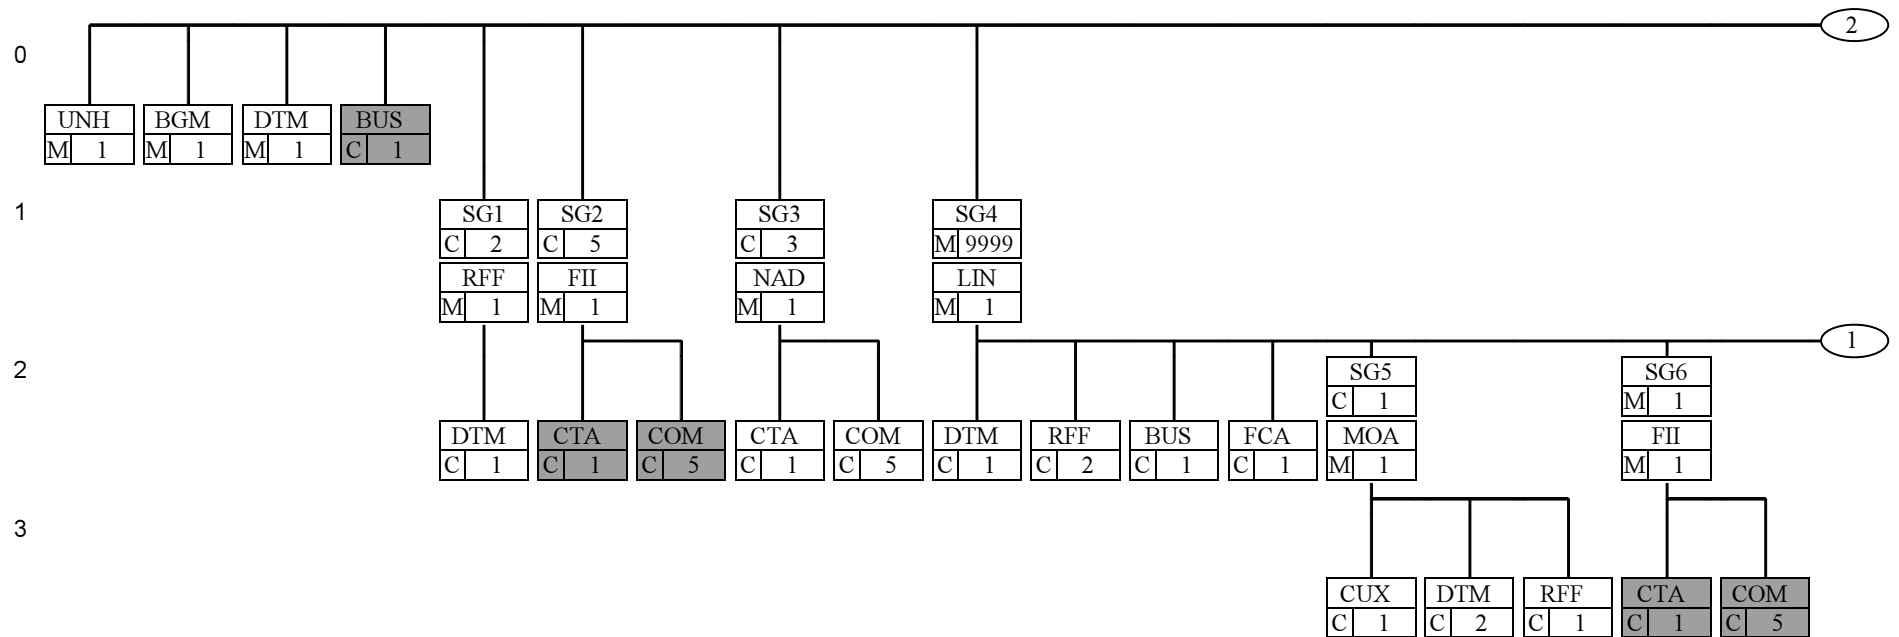 2
0
UNH BGM DTM BUS
M 1 M 1 M 1 C 1
1
SG1 SG2 SG3 SG4
C 2 C 5 C 3 M 9999
RFF FII NAD LIN
M 1 M 1 M 1 M 1
1
2
SG5 SG6
C 1 M 1
DTM CTA COM CTA COM DTM RFF BUS FCA MOA FII
C 1 C 1 C 5 C 1 C 5 C 1 C 2 C 1 C 1 M 1 M 1
3
CUX DTM RFF CTA COM
C 1 C 2 C 1 C 1 C 5